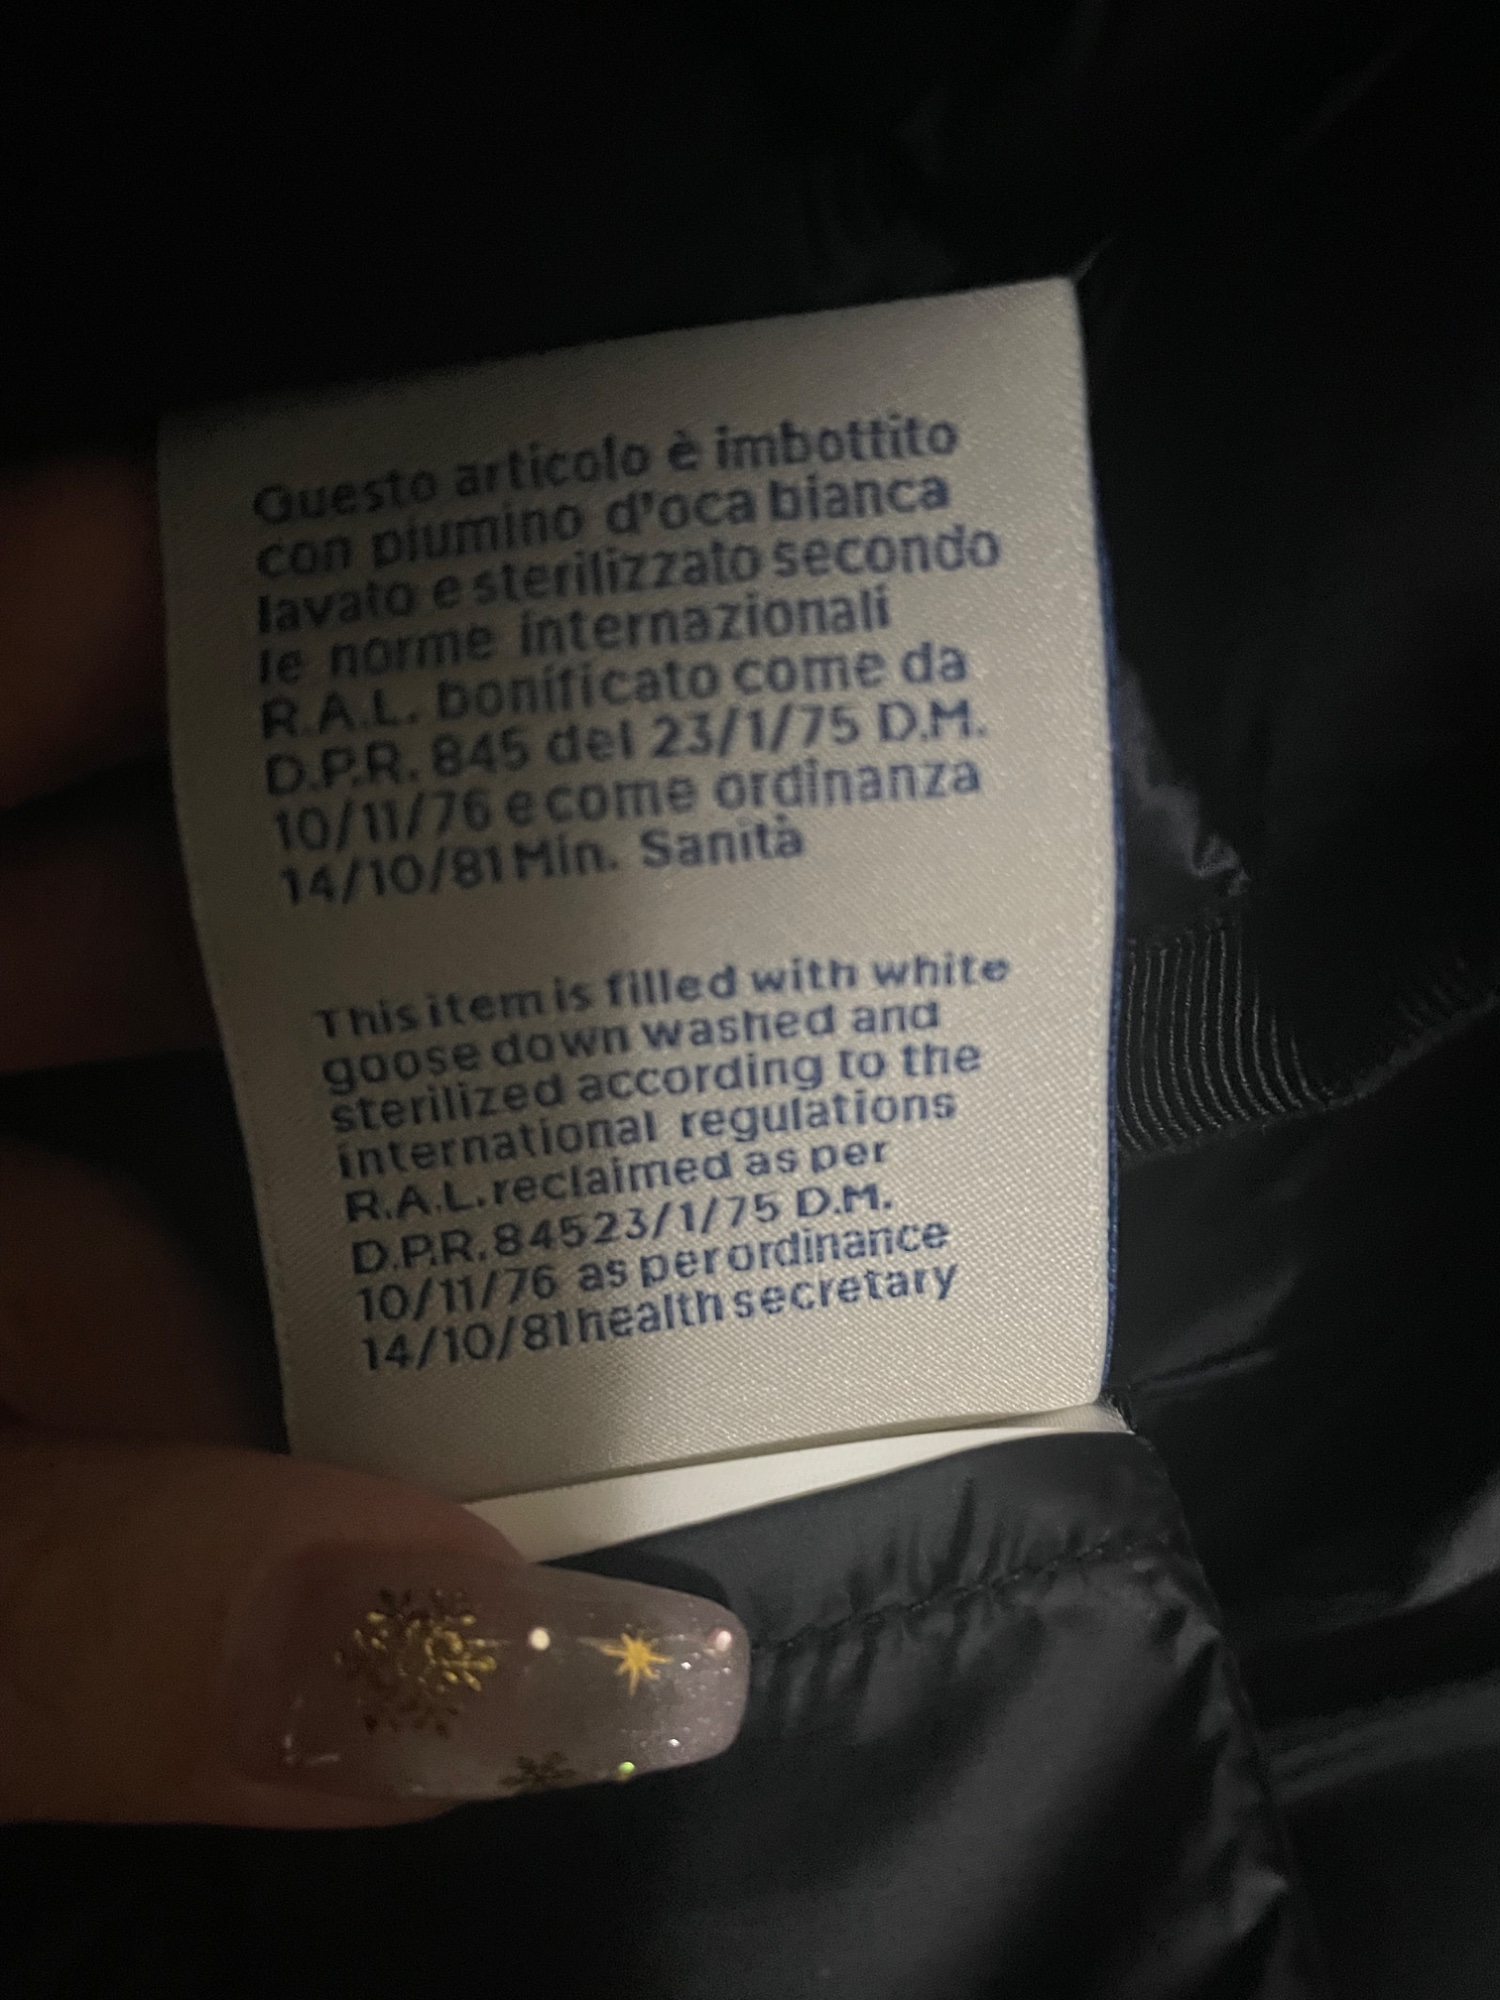 Questo articolo è imbottito
con piumino d'oca bianca
lavato e sterilizzato secondo
le norme internazionali
R.A.L. bonificato come da
D.P.R. 845 del 23/1/75 D.M.
10/11/76 e come ordinanza
14/10/81 Min. Sanità
This item is filled with white
goose down washed and
sterilized according to the
international regulations
R.A.L. reclaimed as per
D.P.R. 845 23/1/75 D.M.
10/11/76 as per ordinance
14/10/81 health secretary